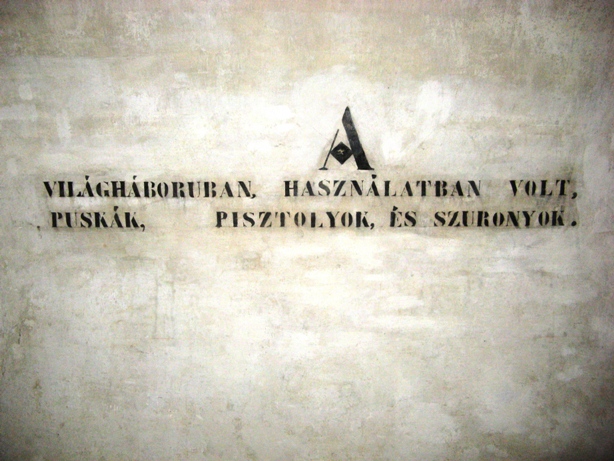 A
VILÁGHÁBORUBAN, HASZNÁLATBAN VOLT,
PUSKÁK, PISZTOLYOK, ÉS SZURONYOK.